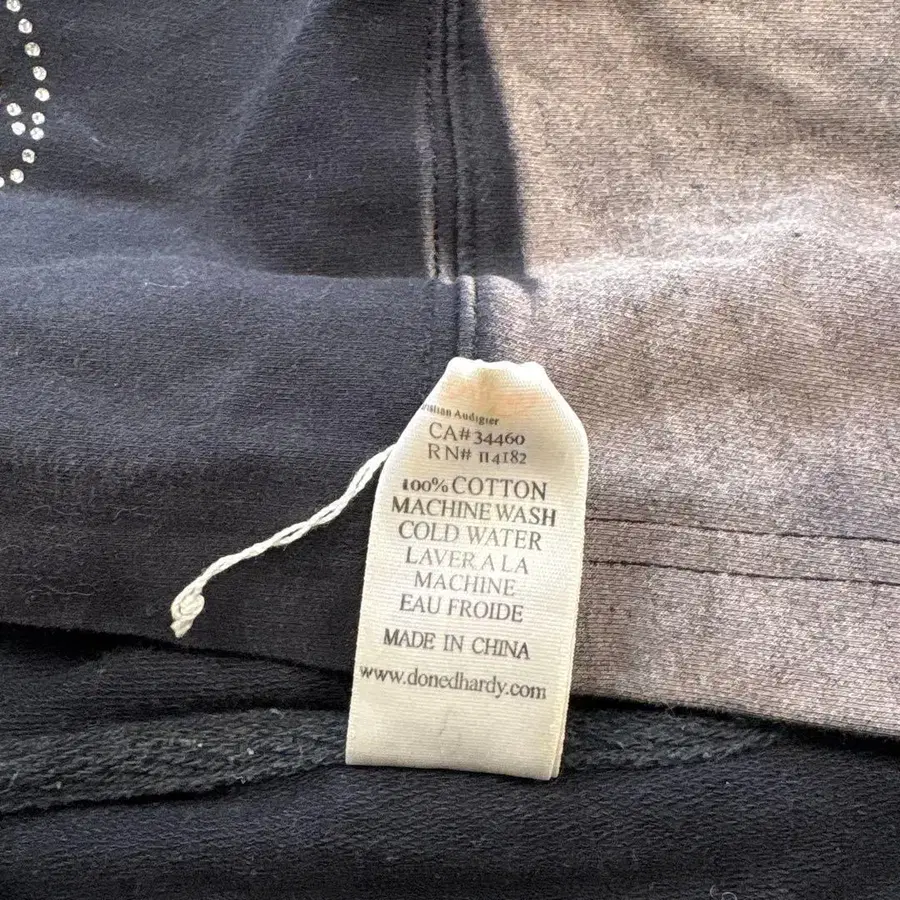 Audigier
CA# 34460
RN# 114182
100% COTTON
MACHINE WASH
COLD WATER
LAVER A LA
MACHINE
EAU FROIDE
MADE IN CHINA
www.donedhardy.com